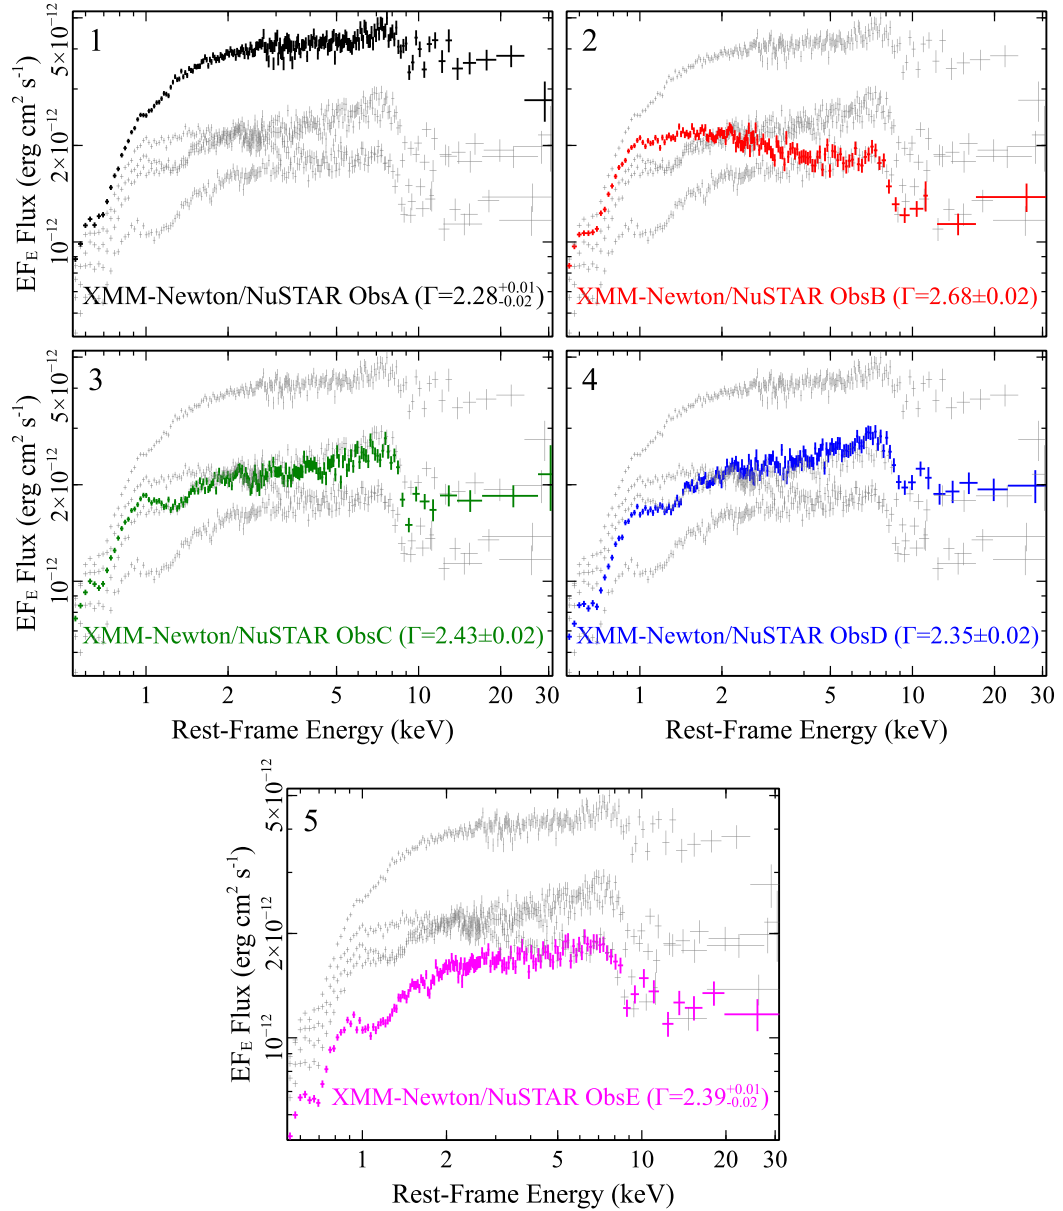 1
2
5×10⁻¹²
2×10⁻¹²
10⁻¹²
EF_E Flux (erg cm² s⁻¹)
XMM-Newton/NuSTAR ObsA (Γ=2.28+0.01-0.02)
XMM-Newton/NuSTAR ObsB (Γ=2.68±0.02)
3
4
5×10⁻¹²
2×10⁻¹²
10⁻¹²
EF_E Flux (erg cm² s⁻¹)
XMM-Newton/NuSTAR ObsC (Γ=2.43±0.02)
XMM-Newton/NuSTAR ObsD (Γ=2.35±0.02)
1 2 5 10 20 30
1 2 5 10 20 30
Rest-Frame Energy (keV)
Rest-Frame Energy (keV)
5
5×10⁻¹²
2×10⁻¹²
10⁻¹²
EF_E Flux (erg cm² s⁻¹)
XMM-Newton/NuSTAR ObsE (Γ=2.39+0.01-0.02)
1 2 5 10 20 30
Rest-Frame Energy (keV)